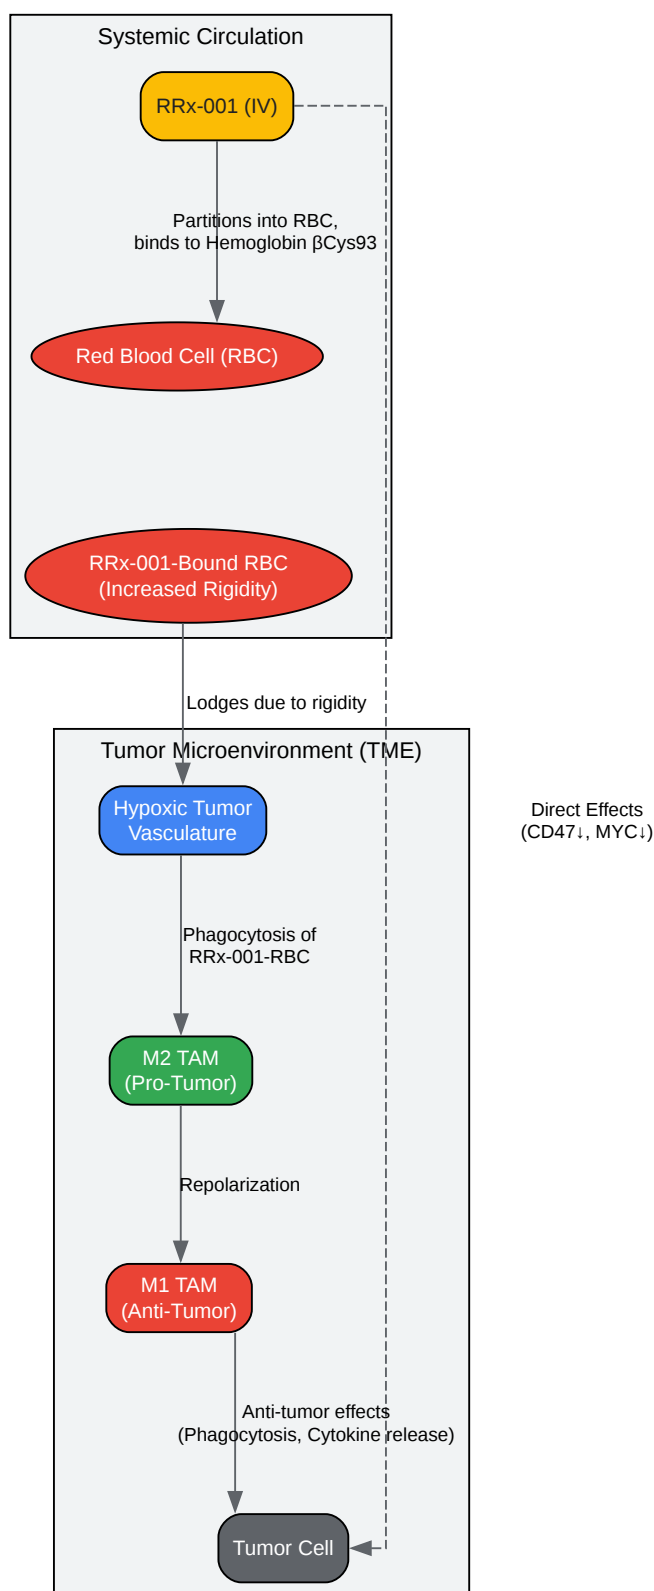 Systemic Circulation
RRx-001 (IV)
Partitions into RBC,
binds to Hemoglobin βCys93
Red Blood Cell (RBC)
RRx-001-Bound RBC
(Increased Rigidity)
Lodges due to rigidity
Tumor Microenvironment (TME)
Hypoxic Tumor
Vasculature
Direct Effects
(CD47↓, MYC↓)
Phagocytosis of
RRx-001-RBC
M2 TAM
(Pro-Tumor)
Repolarization
M1 TAM
(Anti-Tumor)
Anti-tumor effects
(Phagocytosis, Cytokine release)
Tumor Cell